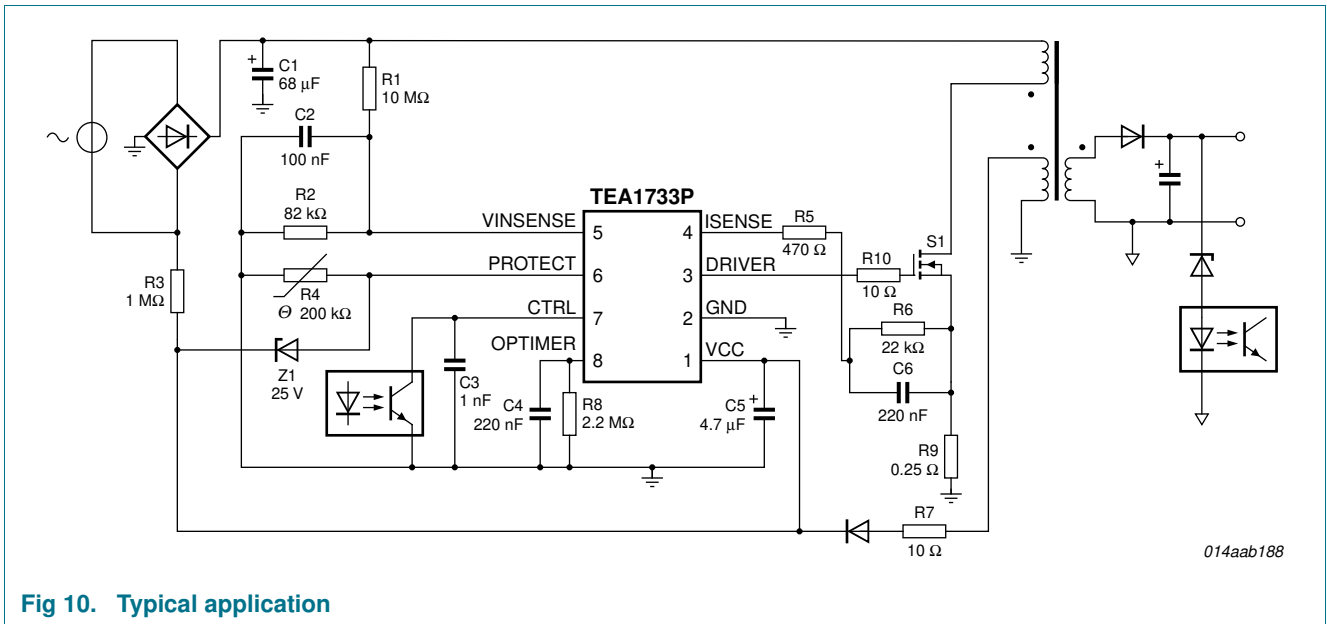 C1
68 μF
R1
10 MΩ
C2
100 nF
R2
82 kΩ
R3
1 MΩ
R4
Θ 200 kΩ
Z1
25 V
TEA1733P
VINSENSE
PROTECT
CTRL
OPTIMER
5
6
7
8
4
3
2
1
ISENSE
DRIVER
GND
VCC
R5
470 Ω
R10
10 Ω
S1
R6
22 kΩ
C6
220 nF
C3
1 nF
C4
220 nF
R8
2.2 MΩ
C5
4.7 μF
R9
0.25 Ω
R7
10 Ω
014aab188
Fig 10. Typical application